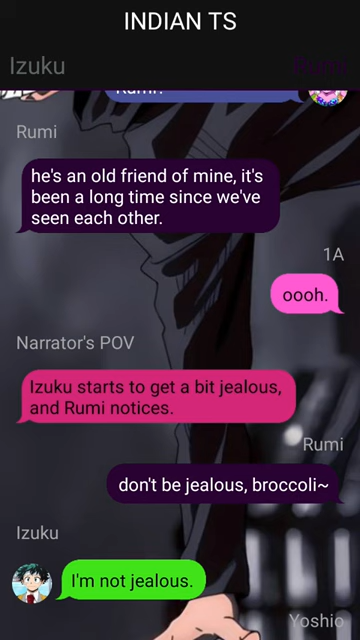 INDIAN TS
Izuku
Rumi
Rumi?
Rumi
he's an old friend of mine, it's
been a long time since we've
seen each other.
1A
oooh.
Narrator's POV
Izuku starts to get a bit jealous,
and Rumi notices.
Rumi
don't be jealous, broccoli~
Izuku
I'm not jealous.
Yoshio